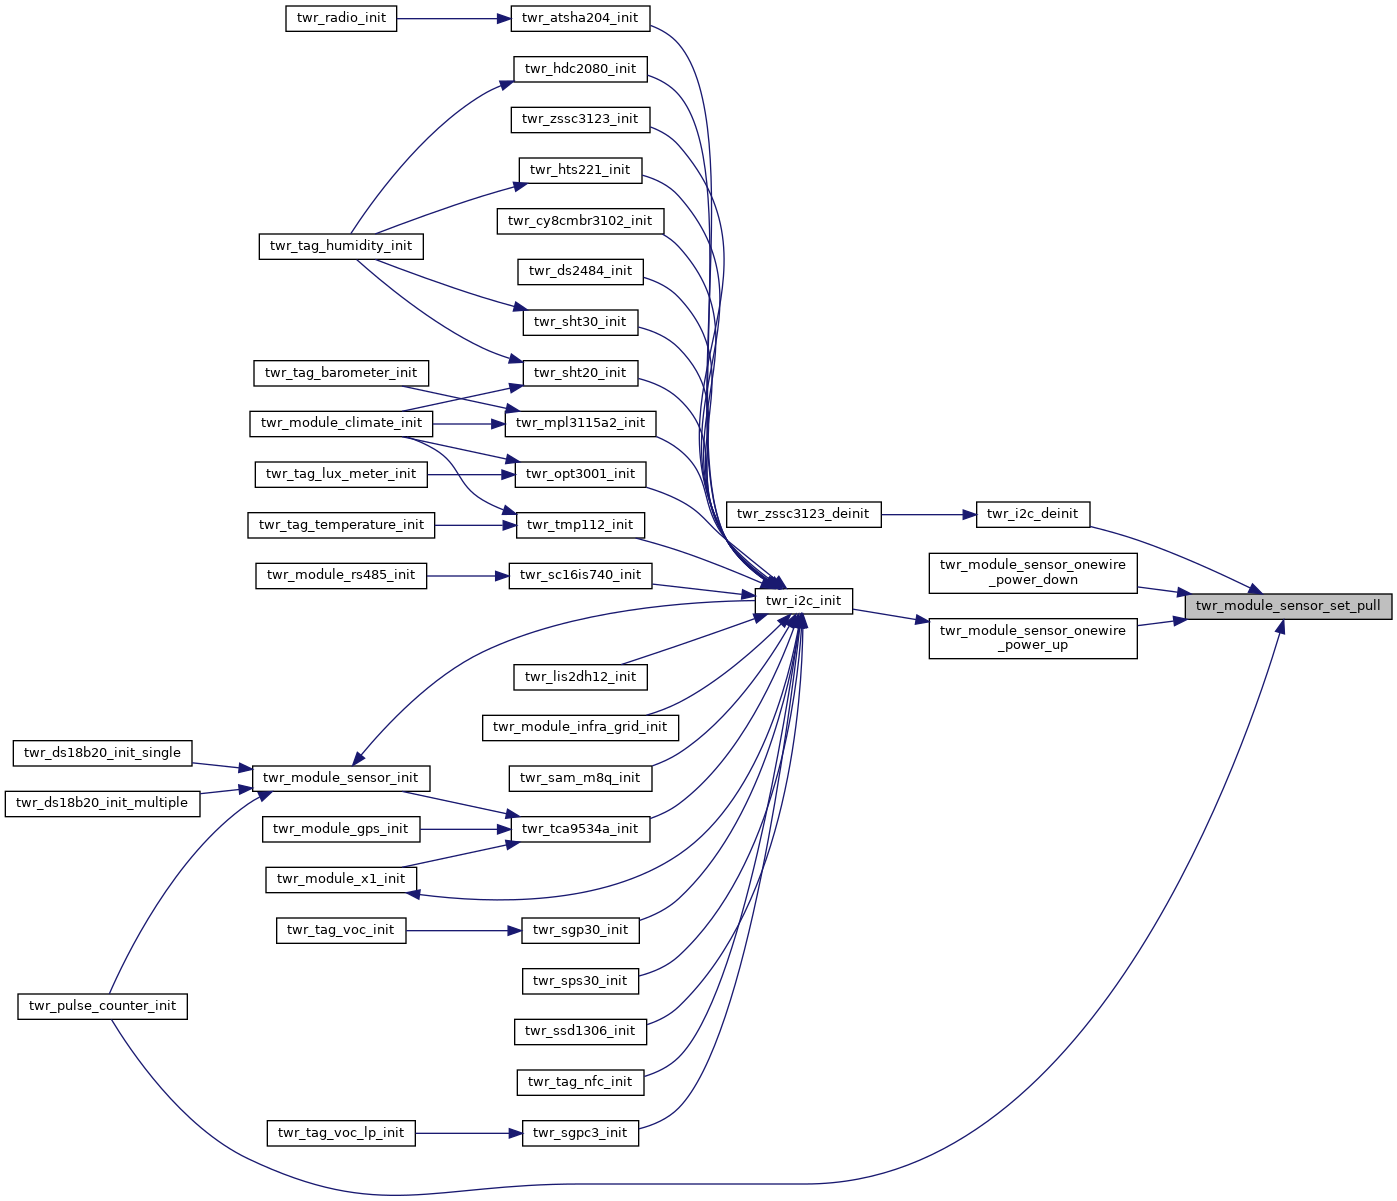 twr_radio_init
twr_atsha204_init
twr_hdc2080_init
twr_zssc3123_init
twr_hts221_init
twr_cy8cmbr3102_init
twr_tag_humidity_init
twr_ds2484_init
twr_sht30_init
twr_tag_barometer_init
twr_sht20_init
twr_module_climate_init
twr_mpl3115a2_init
twr_tag_lux_meter_init
twr_opt3001_init
twr_tag_temperature_init
twr_tmp112_init
twr_zssc3123_deinit
twr_i2c_deinit
twr_module_rs485_init
twr_sc16is740_init
twr_module_sensor_onewire
_power_down
twr_i2c_init
twr_module_sensor_set_pull
twr_module_sensor_onewire
_power_up
twr_lis2dh12_init
twr_module_infra_grid_init
twr_ds18b20_init_single
twr_module_sensor_init
twr_sam_m8q_init
twr_ds18b20_init_multiple
twr_module_gps_init
twr_tca9534a_init
twr_module_x1_init
twr_tag_voc_init
twr_sgp30_init
twr_sps30_init
twr_pulse_counter_init
twr_ssd1306_init
twr_tag_nfc_init
twr_tag_voc_lp_init
twr_sgpc3_init